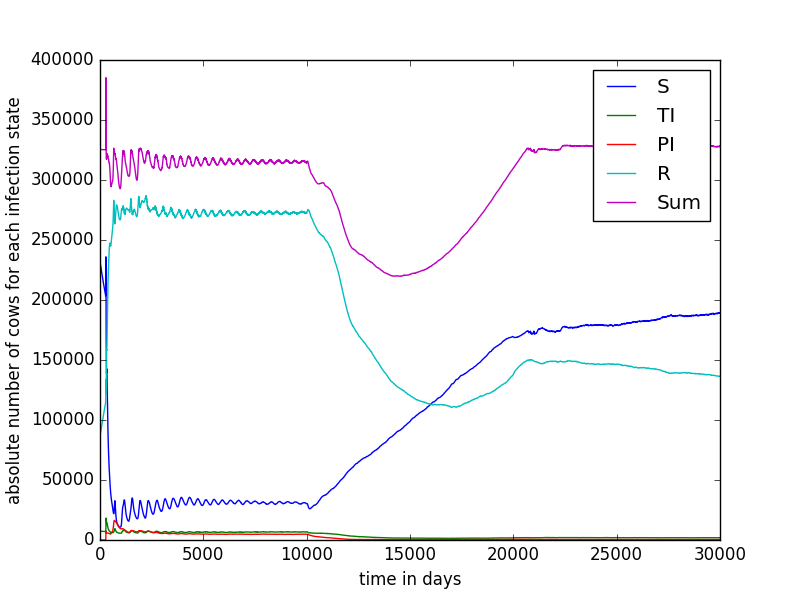 400000
350000
300000
250000
200000
150000
100000
50000
0
absolute number of cows for each infection state
S
TI
PI
R
Sum
0 5000 10000 15000 20000 25000 30000
time in days